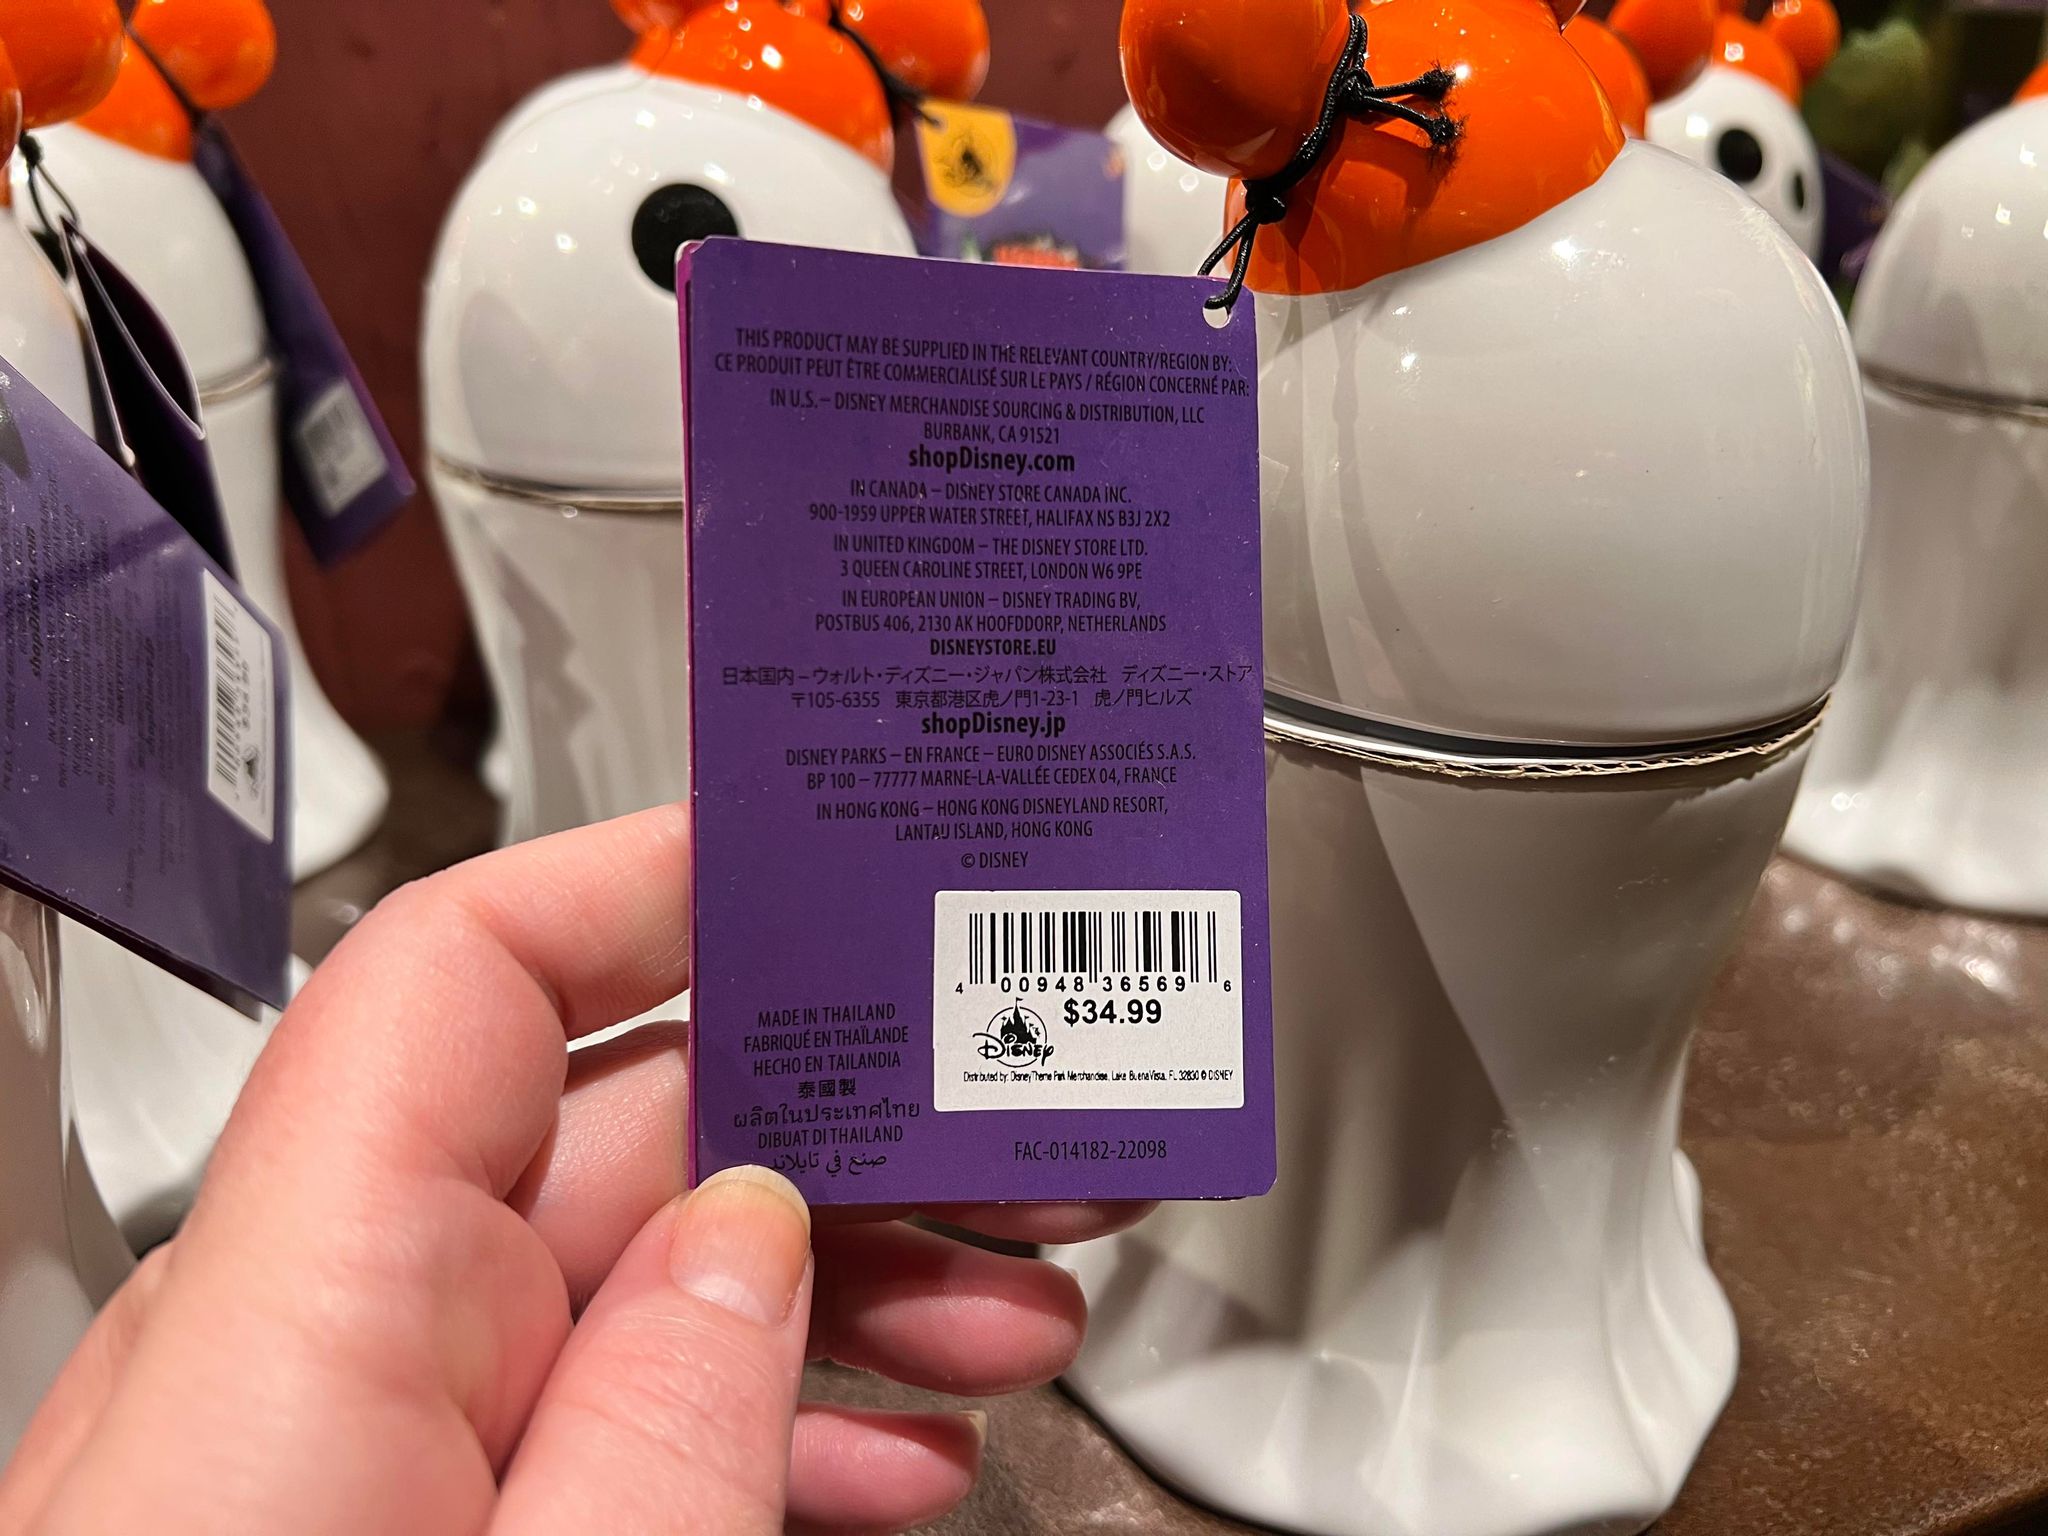 THIS PRODUCT MAY BE SUPPLIED IN THE RELEVANT COUNTRY/REGION BY:
CE PRODUIT PEUT ÊTRE COMMERCIALISÉ SUR LE PAYS / RÉGION CONCERNÉ PAR:
IN U.S. – DISNEY MERCHANDISE SOURCING & DISTRIBUTION, LLC
BURBANK, CA 91521
shopDisney.com
IN CANADA – DISNEY STORE CANADA INC.
900-1959 UPPER WATER STREET, HALIFAX NS B3J 2X2
IN UNITED KINGDOM – THE DISNEY STORE LTD.
3 QUEEN CAROLINE STREET, LONDON W6 9PE
IN EUROPEAN UNION – DISNEY TRADING BV,
POSTBUS 406, 2130 AK HOOFDDORP, NETHERLANDS
DISNEYSTORE.EU
日本国内 – ウォルト・ディズニー・ジャパン株式会社 ディズニー・ストア
〒105-6355 東京都港区虎ノ門1-23-1 虎ノ門ヒルズ
shopDisney.jp
DISNEY PARKS – EN FRANCE – EURO DISNEY ASSOCIÉS S.A.S.
BP 100 – 77777 MARNE-LA-VALLÉE CEDEX 04, FRANCE
IN HONG KONG – HONG KONG DISNEYLAND RESORT,
LANTAU ISLAND, HONG KONG
© DISNEY
4 00948 36569 6
$34.99
Disney
Distributed by: Disney Theme Park Merchandise, Lake Buena Vista, FL 32830 © DISNEY
MADE IN THAILAND
FABRIQUÉ EN THAÏLANDE
HECHO EN TAILANDIA
泰國製
ผลิตในประเทศไทย
DIBUAT DI THAILAND
صنع في تايلاند
FAC-014182-22098
shopDisney.com